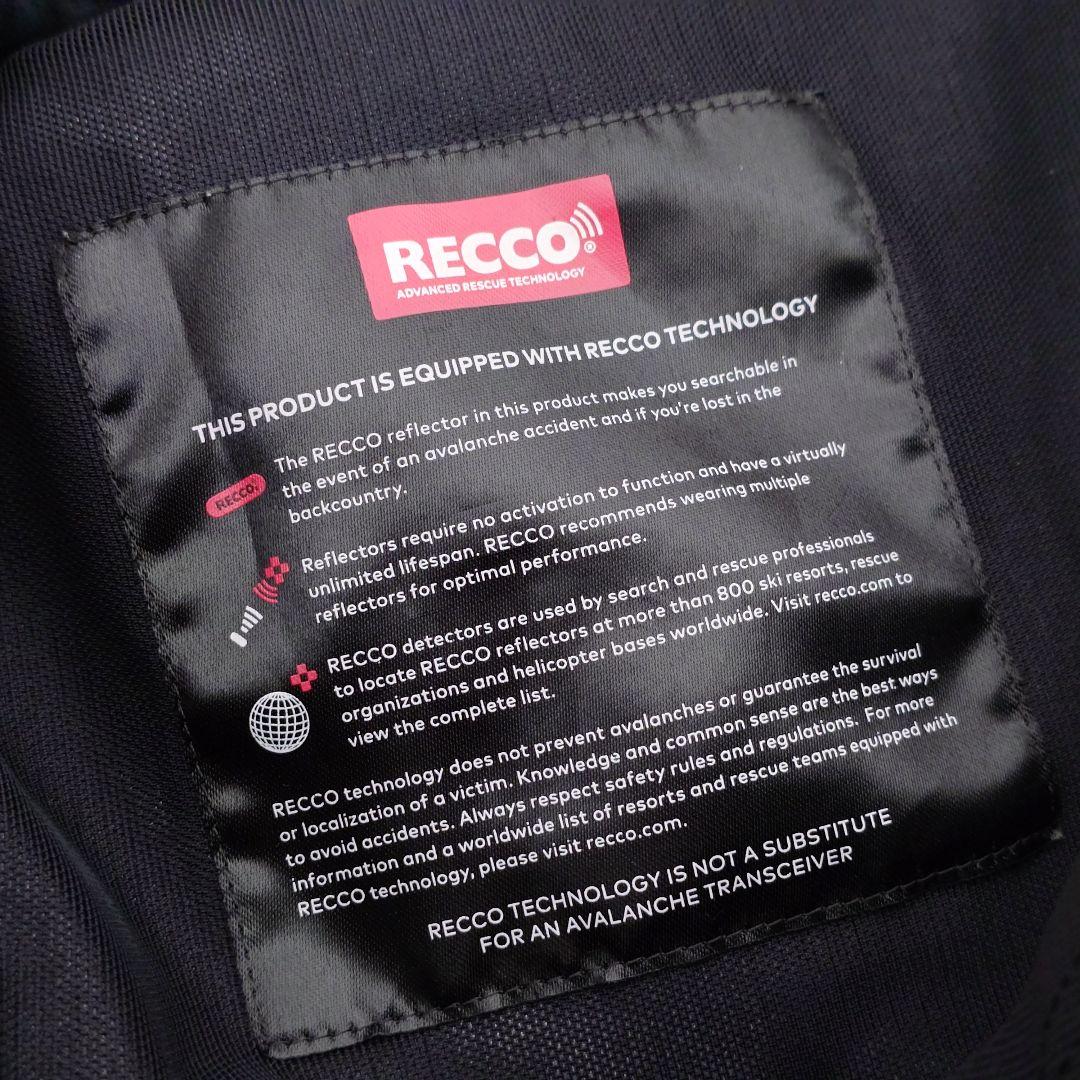 RECCO®
ADVANCED RESCUE TECHNOLOGY
THIS PRODUCT IS EQUIPPED WITH RECCO TECHNOLOGY
RECCO®
The RECCO reflector in this product makes you searchable in
the event of an avalanche accident and if you're lost in the
backcountry.
Reflectors require no activation to function and have a virtually
unlimited lifespan. RECCO recommends wearing multiple
reflectors for optimal performance.
RECCO detectors are used by search and rescue professionals
to locate RECCO reflectors at more than 800 ski resorts, rescue
organizations and helicopter bases worldwide. Visit recco.com to
view the complete list.
RECCO technology does not prevent avalanches or guarantee the survival
or localization of a victim. Knowledge and common sense are the best ways
to avoid accidents. Always respect safety rules and regulations. For more
information and a worldwide list of resorts and rescue teams equipped with
RECCO technology, please visit recco.com.
RECCO TECHNOLOGY IS NOT A SUBSTITUTE
FOR AN AVALANCHE TRANSCEIVER